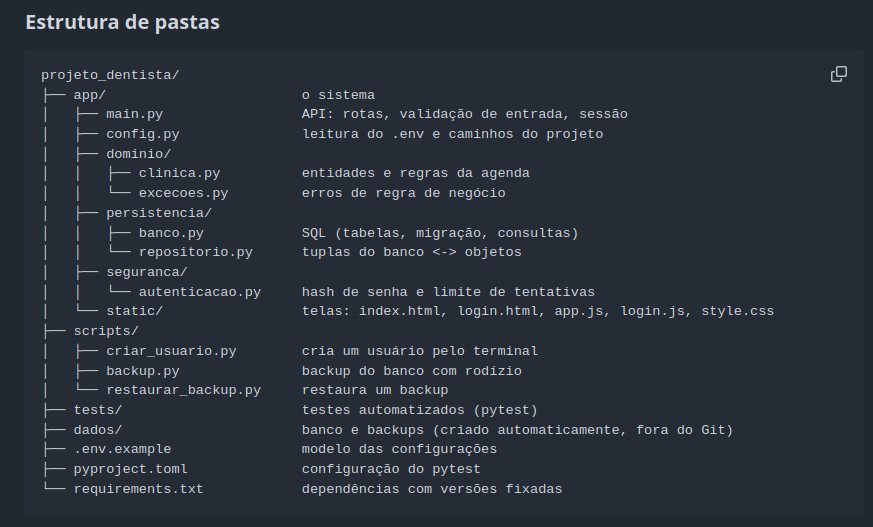 Estrutura de pastas
projeto_dentista/
├── app/                        o sistema
│   ├── main.py                 API: rotas, validação de entrada, sessão
│   ├── config.py               leitura do .env e caminhos do projeto
│   ├── dominio/
│   │   ├── clinica.py          entidades e regras da agenda
│   │   └── excecoes.py         erros de regra de negócio
│   ├── persistencia/
│   │   ├── banco.py            SQL (tabelas, migração, consultas)
│   │   └── repositorio.py      tuplas do banco <-> objetos
│   ├── seguranca/
│   │   └── autenticacao.py     hash de senha e limite de tentativas
│   └── static/                 telas: index.html, login.html, app.js, login.js, style.css
├── scripts/
│   ├── criar_usuario.py        cria um usuário pelo terminal
│   ├── backup.py               backup do banco com rodízio
│   └── restaurar_backup.py     restaura um backup
├── tests/                      testes automatizados (pytest)
├── dados/                      banco e backups (criado automaticamente, fora do Git)
├── .env.example                modelo das configurações
├── pyproject.toml              configuração do pytest
└── requirements.txt            dependências com versões fixadas